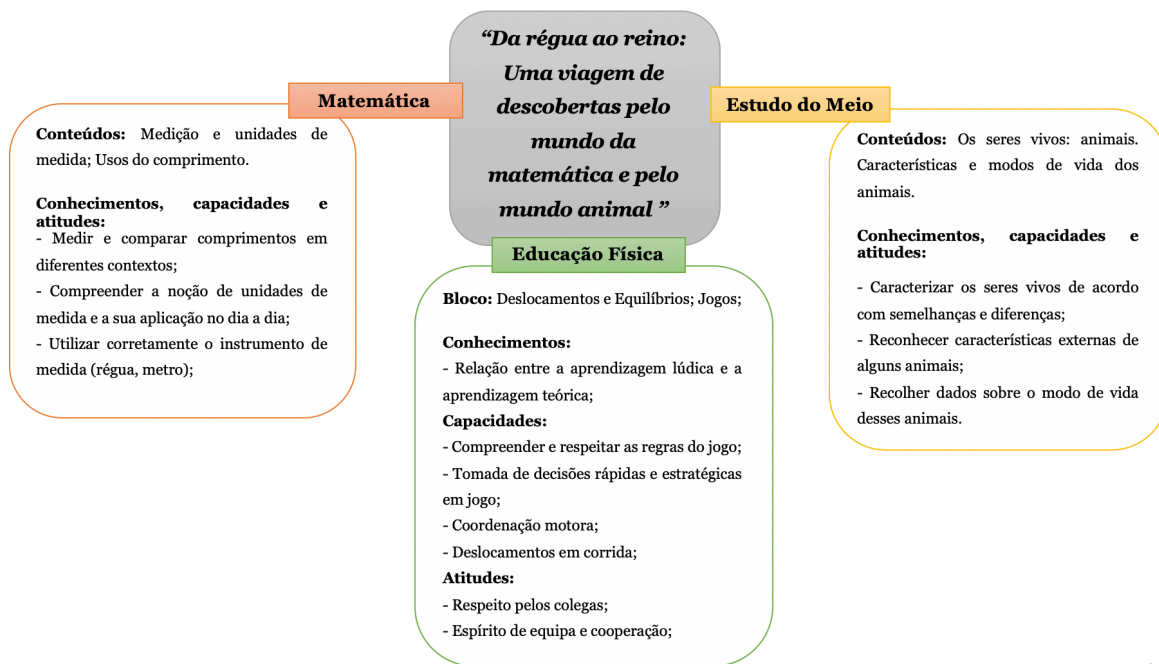 “Da régua ao reino:
Uma viagem de
descobertas pelo
mundo da
matemática e pelo
mundo animal ”
Matemática
Conteúdos: Medição e unidades de
medida; Usos do comprimento.
Conhecimentos, capacidades e
atitudes:
- Medir e comparar comprimentos em
diferentes contextos;
- Compreender a noção de unidades de
medida e a sua aplicação no dia a dia;
- Utilizar corretamente o instrumento de
medida (régua, metro);
Educação Física
Bloco: Deslocamentos e Equilíbrios; Jogos;
Conhecimentos:
- Relação entre a aprendizagem lúdica e a
aprendizagem teórica;
Capacidades:
- Compreender e respeitar as regras do jogo;
- Tomada de decisões rápidas e estratégicas
em jogo;
- Coordenação motora;
- Deslocamentos em corrida;
Atitudes:
- Respeito pelos colegas;
- Espírito de equipa e cooperação;
Estudo do Meio
Conteúdos: Os seres vivos: animais.
Características e modos de vida dos
animais.
Conhecimentos, capacidades e
atitudes:
- Caracterizar os seres vivos de acordo
com semelhanças e diferenças;
- Reconhecer características externas de
alguns animais;
- Recolher dados sobre o modo de vida
desses animais.